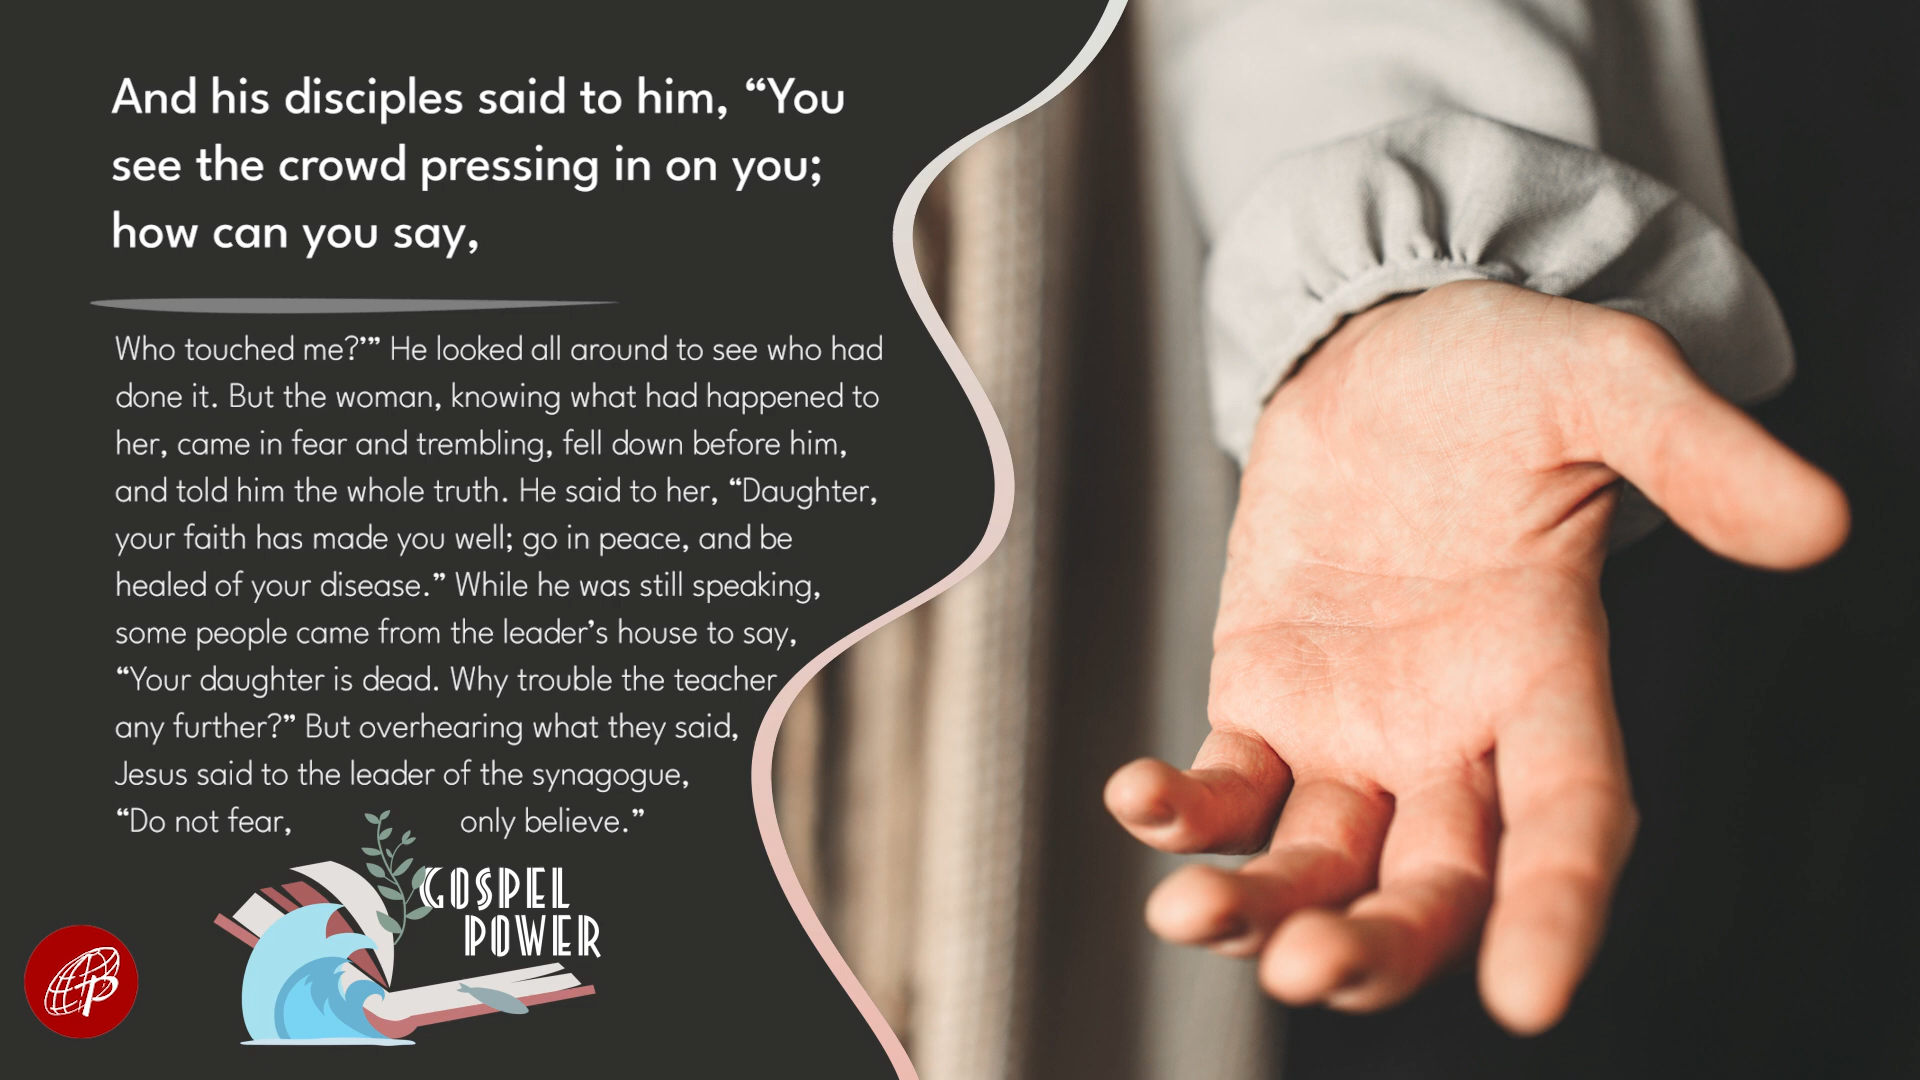 And his disciples said to him, “You
see the crowd pressing in on you;
how can you say,
Who touched me?’” He looked all around to see who had
done it. But the woman, knowing what had happened to
her, came in fear and trembling, fell down before him,
and told him the whole truth. He said to her, “Daughter,
your faith has made you well; go in peace, and be
healed of your disease.” While he was still speaking,
some people came from the leader’s house to say,
“Your daughter is dead. Why trouble the teacher
any further?” But overhearing what they said,
Jesus said to the leader of the synagogue,
“Do not fear, only believe.”
GOSPEL
POWER